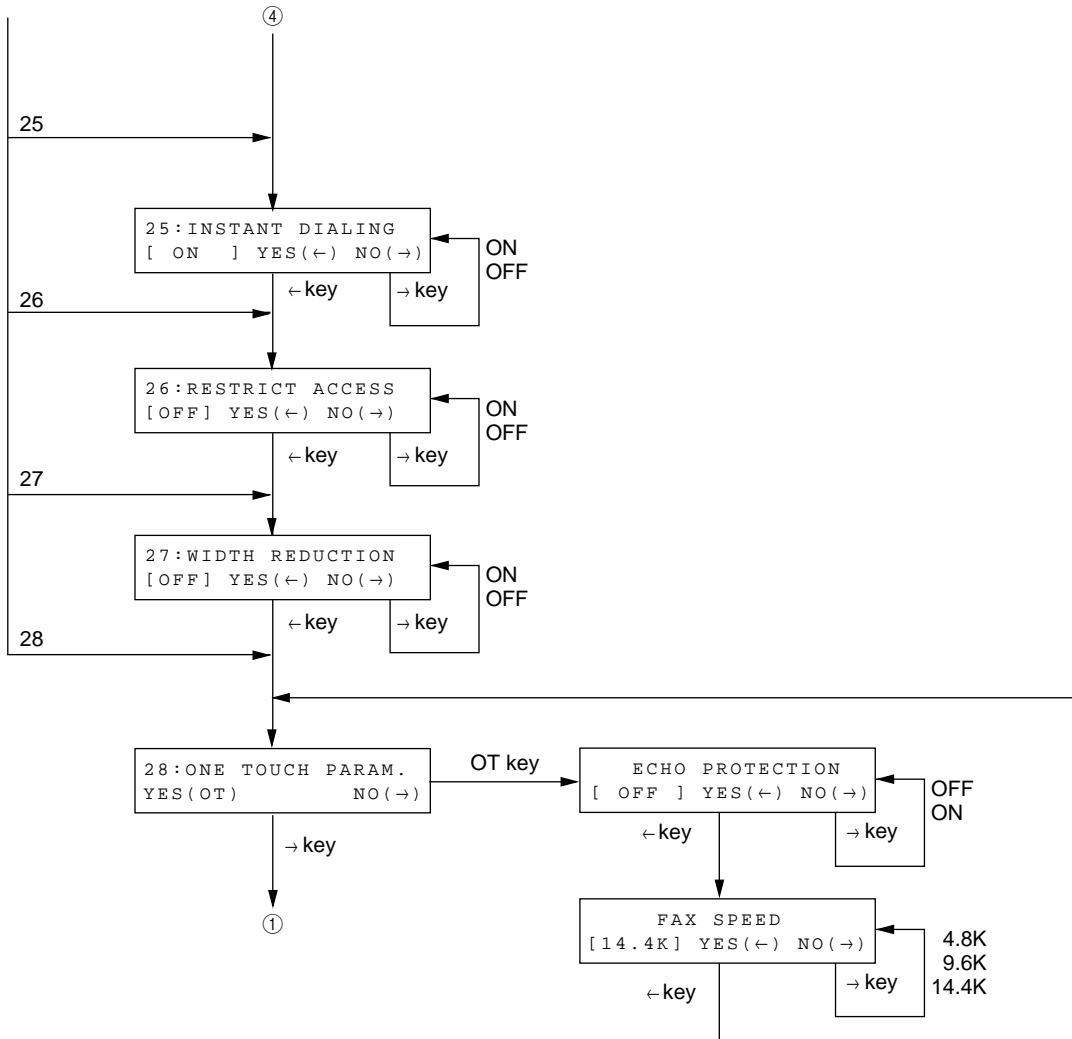 ④
25
25:INSTANT DIALING
[ ON ] YES(←) NO(→)
ON
OFF
←key
→key
26
26:RESTRICT ACCESS
[OFF] YES(←) NO(→)
ON
OFF
←key
→key
27
27:WIDTH REDUCTION
[OFF] YES(←) NO(→)
ON
OFF
←key
→key
28
28:ONE TOUCH PARAM.
YES(OT) NO(→)
OT key
→key
①
ECHO PROTECTION
[ OFF ] YES(←) NO(→)
OFF
ON
←key
→key
FAX SPEED
[14.4K] YES(←) NO(→)
4.8K
9.6K
14.4K
←key
→key